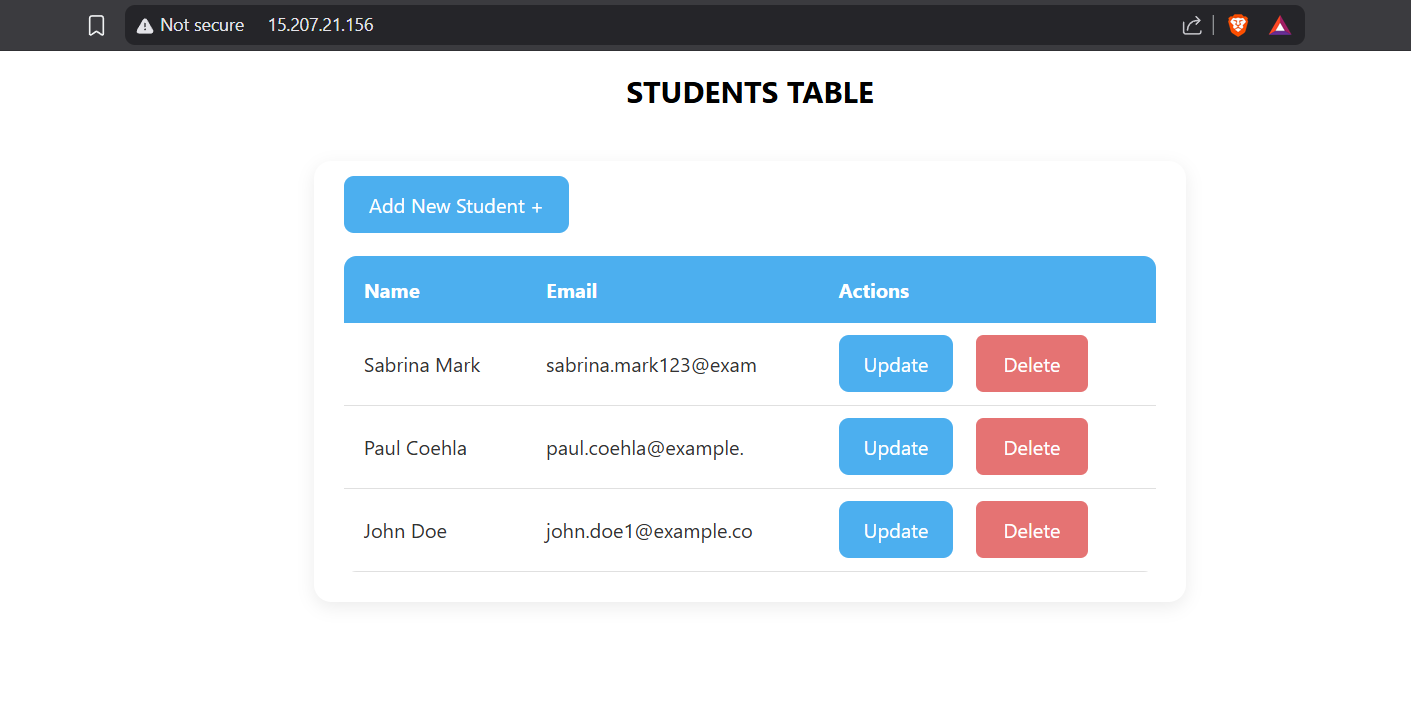 Not secure 15.207.21.156
STUDENTS TABLE
Add New Student +
Name Email Actions
Sabrina Mark sabrina.mark123@exam Update Delete
Paul Coehla paul.coehla@example. Update Delete
John Doe john.doe1@example.co Update Delete